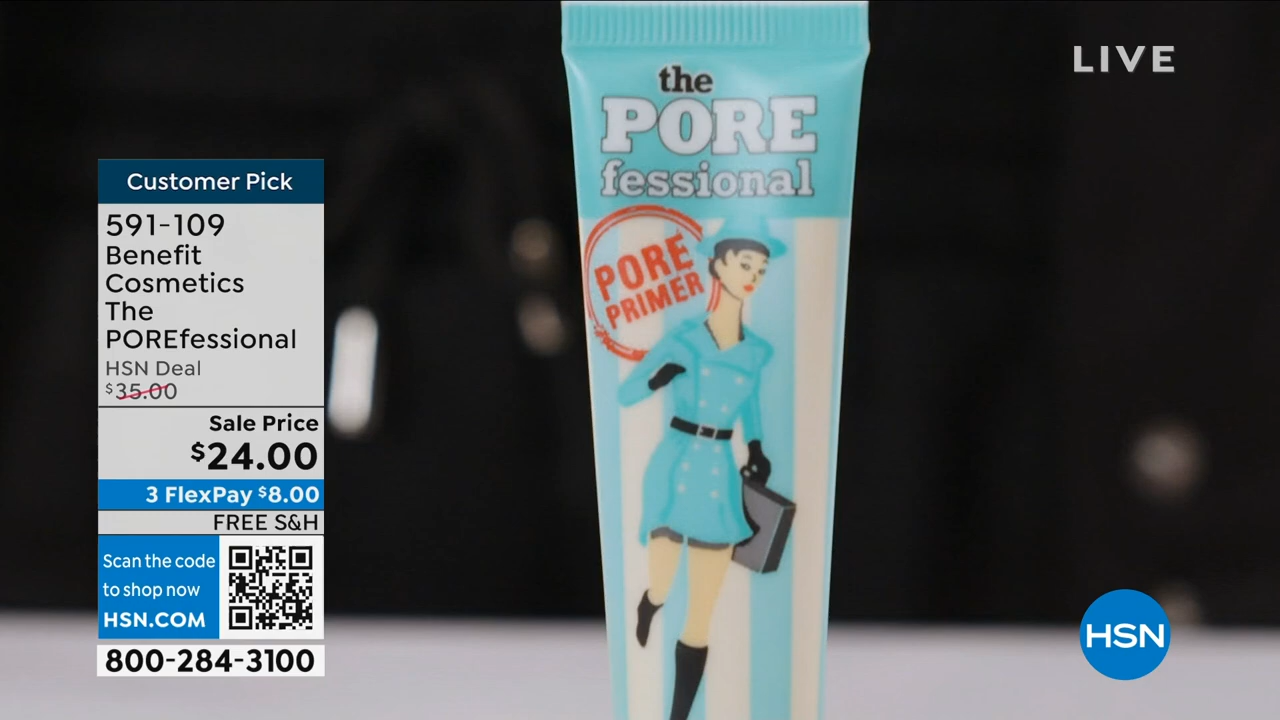 the
PORE
fessional
PORE
PRIMER
LIVE
Customer Pick
591-109
Benefit
Cosmetics
The
POREfessional
HSN Deal
$35.00
Sale Price
$24.00
3 FlexPay $8.00
FREE S&H
Scan the code
to shop now
HSN.COM
800-284-3100
HSN